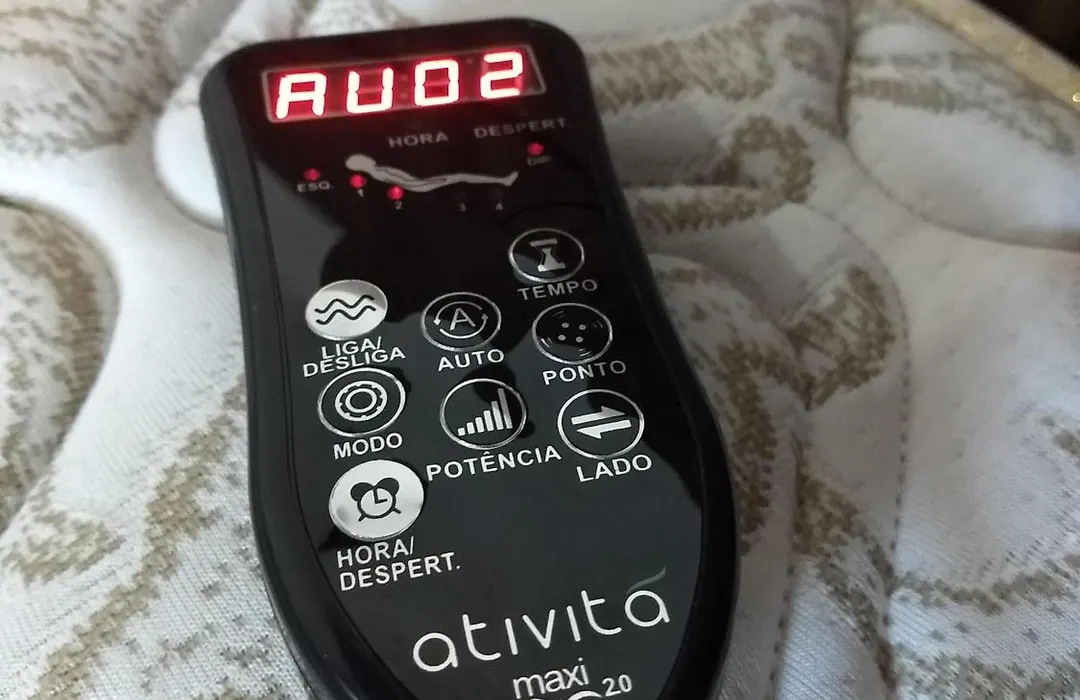 AU02
HORA DESPERT.
ESQ. DIR
1 2 3 4
TEMPO
LIGA/
DESLIGA
AUTO
PONTO
MODO
POTÊNCIA
LADO
HORA/
DESPERT.
ativitá
maxi
2.0